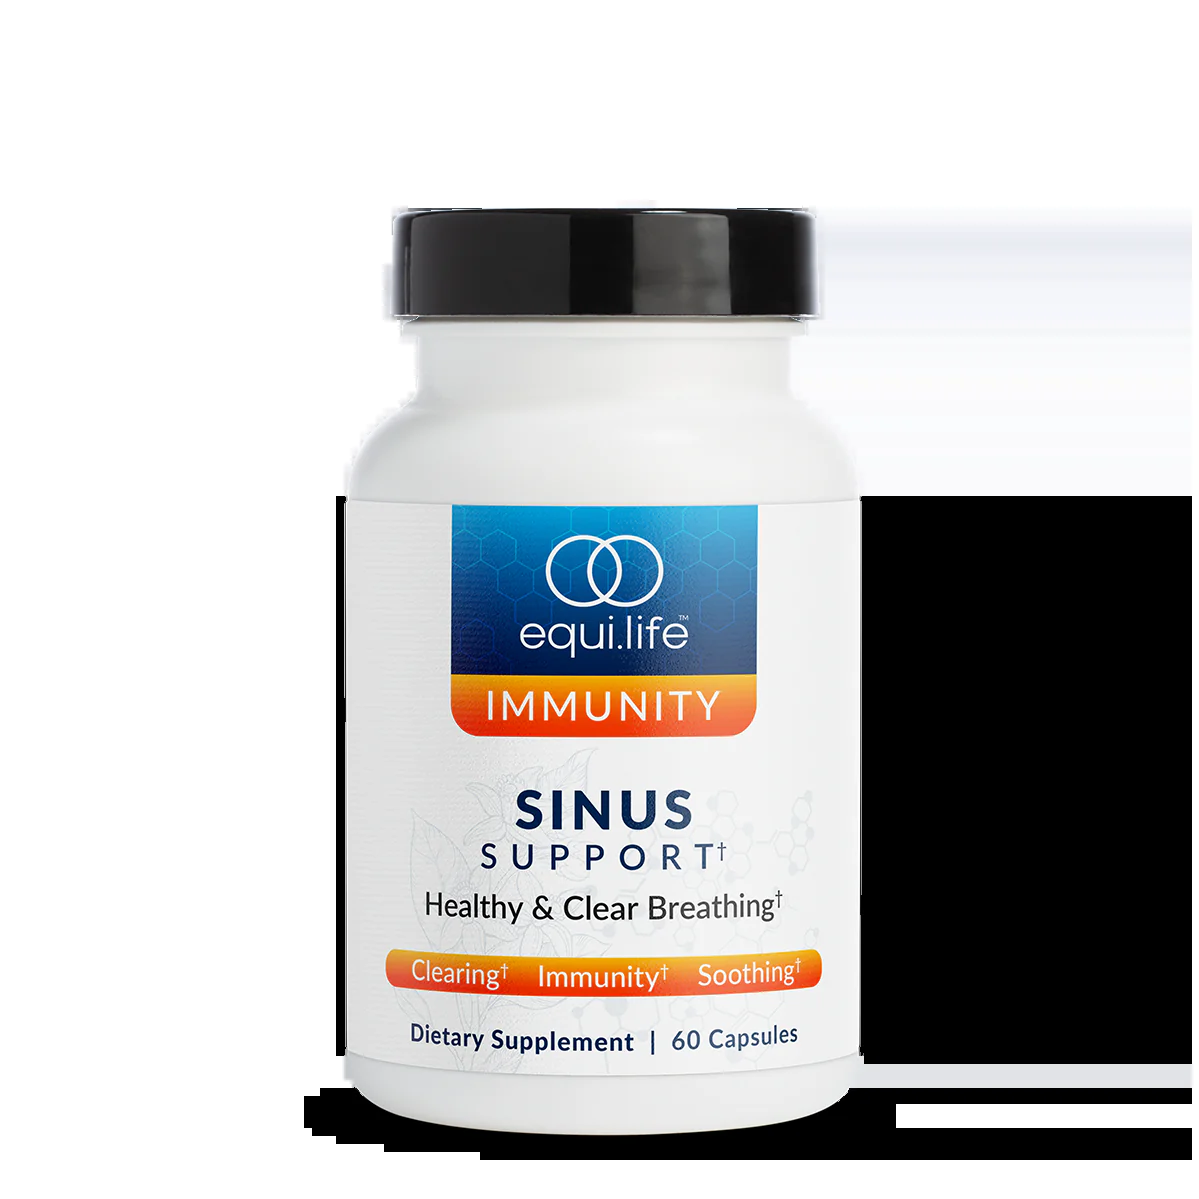 equi.life™
IMMUNITY
SINUS
SUPPORT†
Healthy & Clear Breathing†
Clearing† Immunity† Soothing†
Dietary Supplement | 60 Capsules